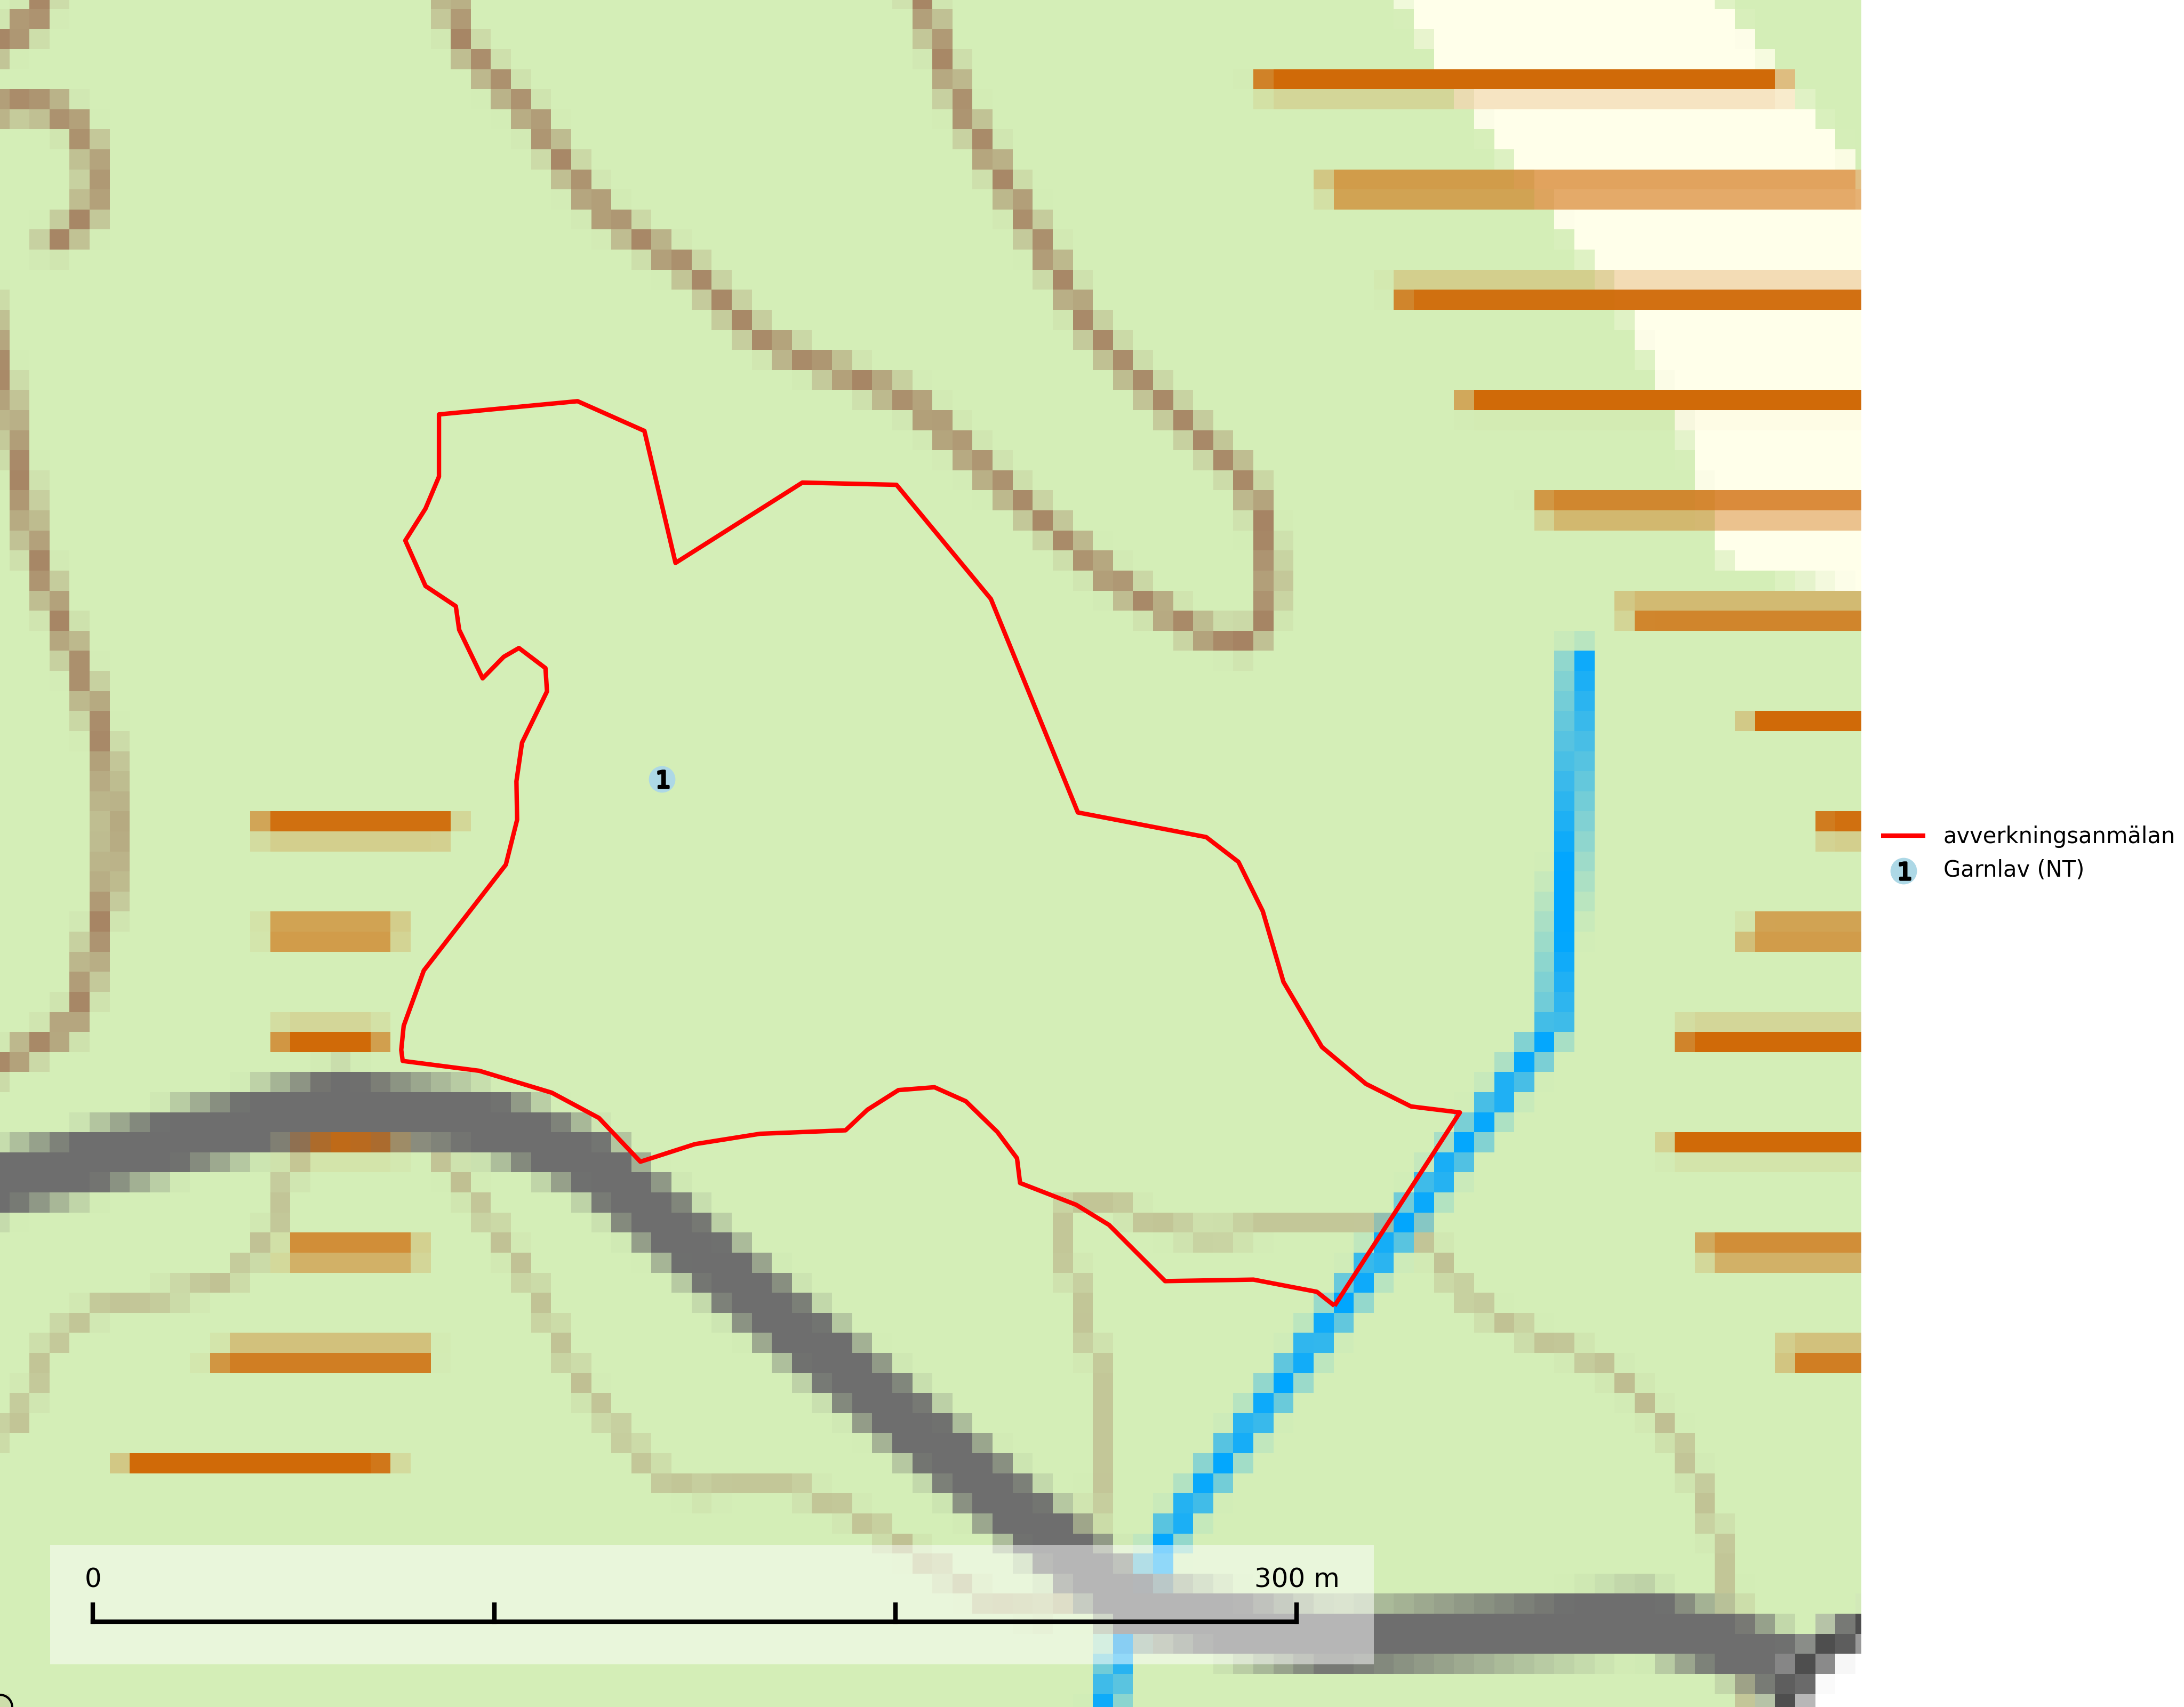 1
avverkningsanmälan
1 Garnlav (NT)
0 300 m